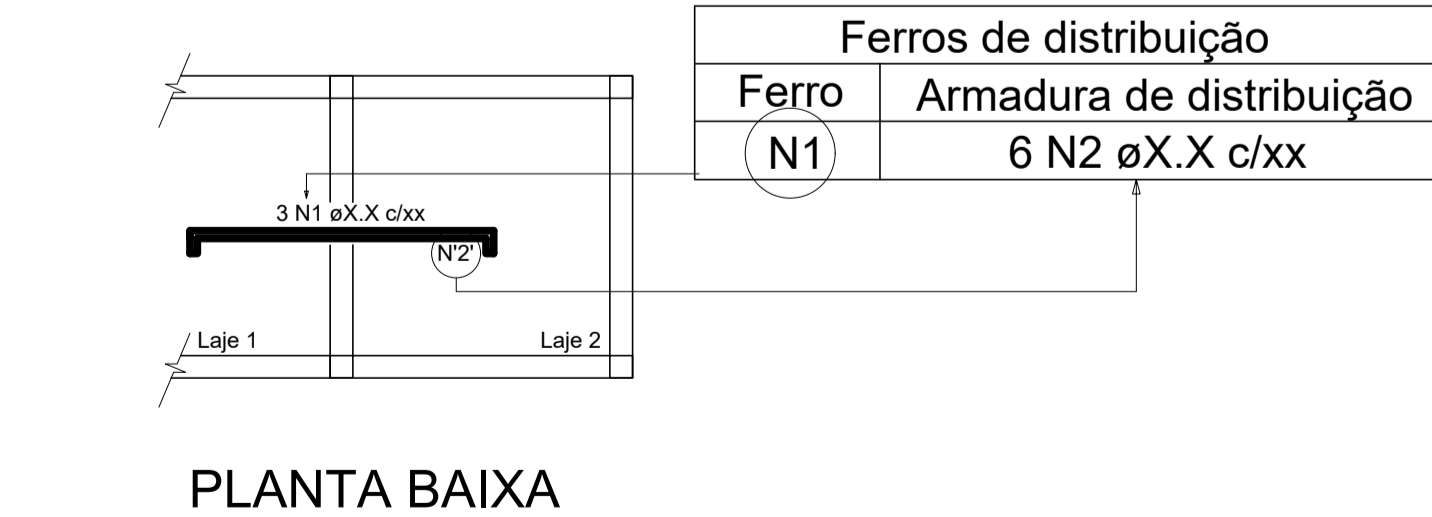 Ferros de distribuição
Ferro Armadura de distribuição
N1 6 N2 øX.X c/xx
3 N1 øX.X c/xx
N'2'
Laje 1 Laje 2
PLANTA BAIXA